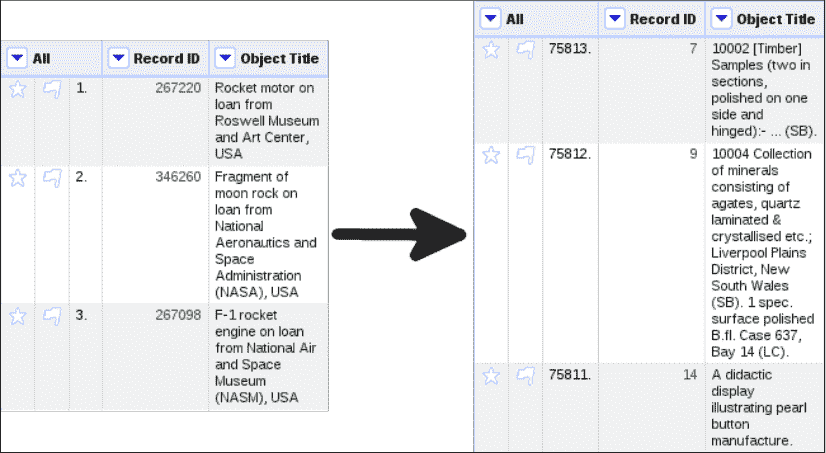 All Record ID Object Title
1. 267220 Rocket motor on
loan from
Roswell Museum
and Art Center,
USA
2. 346260 Fragment of
moon rock on
loan from
National
Aeronautics and
Space
Administration
(NASA), USA
3. 267098 F-1 rocket
engine on loan
from National Air
and Space
Museum
(NASM), USA
All Record ID Object Title
75813. 7 10002 [Timber]
Samples (two in
sections,
polished on one
side and
hinged):- ... (SB).
75812. 9 10004 Collection
of minerals
consisting of
agates, quartz
laminated &
crystallised etc.;
Liverpool Plains
District, New
South Wales
(SB). 1 spec.
surface polished
B.fl. Case 637,
Bay 14 (LC).
75811. 14 A didactic
display
illustrating pearl
button
manufacture.